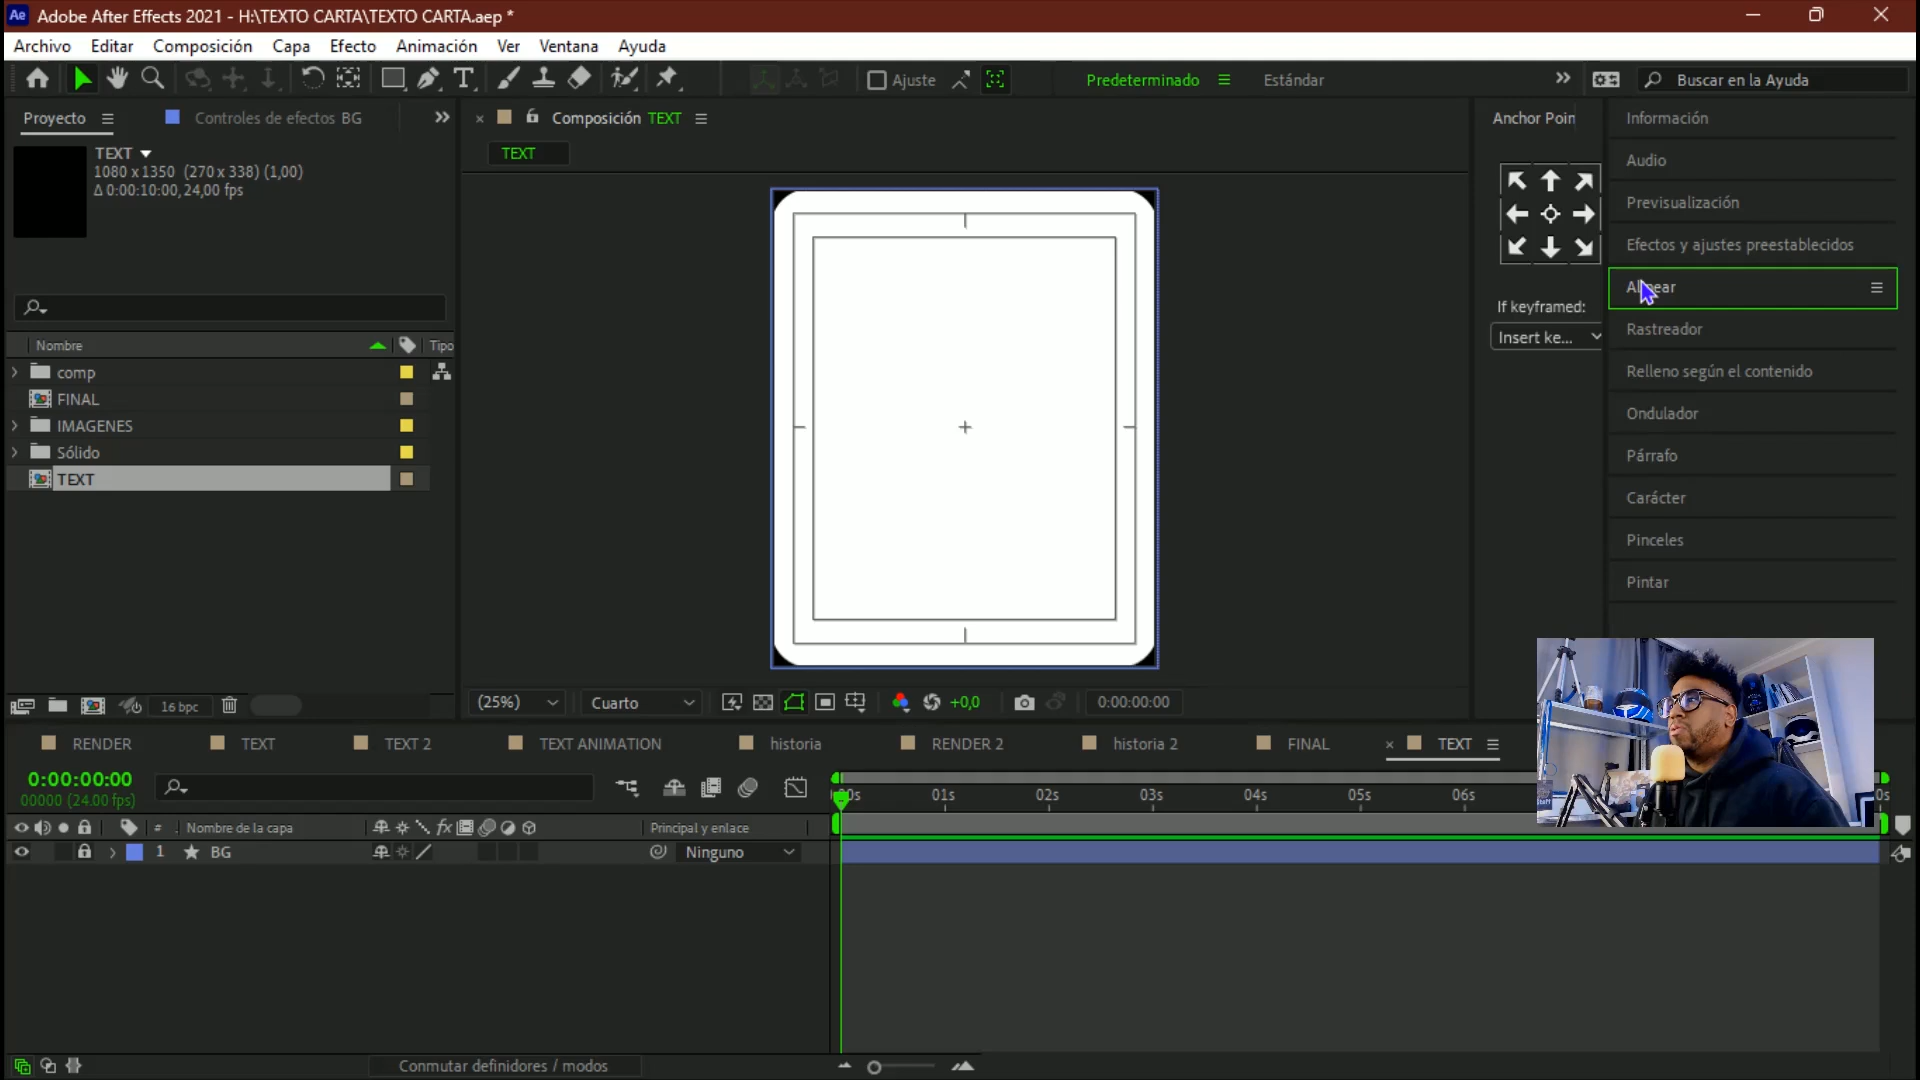 Ae Adobe After Effects 2021 - H:\TEXTO CARTA\TEXTO CARTA.aep *
Archivo Editar Composición Capa Efecto Animación Ver Ventana Ayuda
Ajuste Predeterminado Estándar Buscar en la Ayuda
Proyecto Controles de efectos BG
Composición TEXT
Anchor Poin
Información
TEXT
1080 x 1350 (270 x 338) (1,00)
Δ 0:00:10:00, 24,00 fps
TEXT
Audio
Previsualización
Efectos y ajustes preestablecidos
Alinear
If keyframed:
Insert ke...
Rastreador
Relleno según el contenido
Ondulador
Párrafo
Carácter
Pinceles
Pintar
Nombre Tipo
comp
FINAL
IMAGENES
Sólido
TEXT
16 bpc
(25%) Cuarto +0,0 0:00:00:00
RENDER TEXT TEXT 2 TEXT ANIMATION historia RENDER 2 historia 2 FINAL × TEXT
0:00:00:00
00000 (24.00 fps)
01s 02s 03s 04s 05s 06s
# Nombre de la capa fx Principal y enlace
1 BG Ninguno
Conmutar definidores / modos